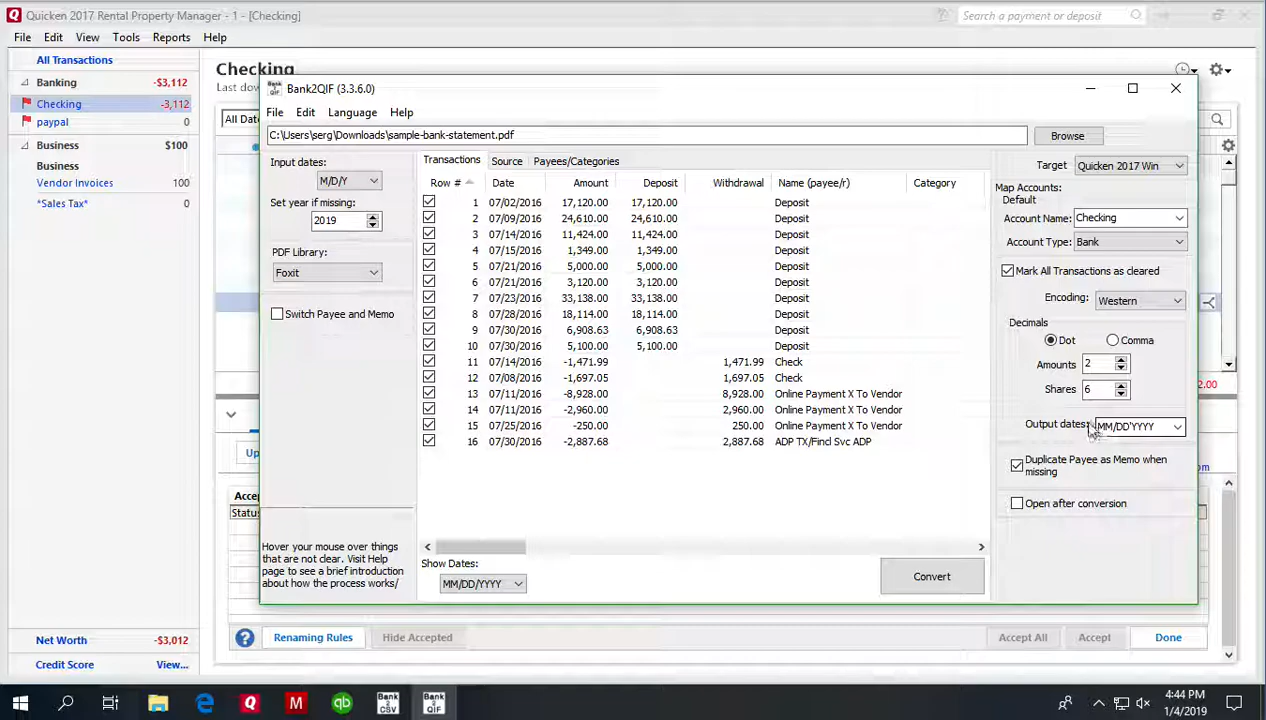 Quicken 2017 Rental Property Manager - 1 - [Checking]
Search a payment or deposit
File Edit View Tools Reports Help
All Transactions
Banking -$3,112
Checking -3,112
paypal 0
Business $100
Business
Vendor Invoices 100
*Sales Tax* 0
Net Worth -$3,012
Credit Score View...
Checking
Last dow
All Date
Bank2QIF (3.3.6.0)
File Edit Language Help
C:\Users\serg\Downloads\sample-bank-statement.pdf
Browse
Input dates:
M/D/Y
Set year if missing:
2019
PDF Library:
Foxit
Switch Payee and Memo
Hover your mouse over things
that are not clear. Visit Help
page to see a brief introduction
about how the process works/
Transactions Source Payees/Categories
Row # Date Amount Deposit Withdrawal Name (payee/r) Category
1 07/02/2016 17,120.00 17,120.00 Deposit
2 07/09/2016 24,610.00 24,610.00 Deposit
3 07/14/2016 11,424.00 11,424.00 Deposit
4 07/15/2016 1,349.00 1,349.00 Deposit
5 07/21/2016 5,000.00 5,000.00 Deposit
6 07/21/2016 3,120.00 3,120.00 Deposit
7 07/23/2016 33,138.00 33,138.00 Deposit
8 07/28/2016 18,114.00 18,114.00 Deposit
9 07/30/2016 6,908.63 6,908.63 Deposit
10 07/30/2016 5,100.00 5,100.00 Deposit
11 07/14/2016 -1,471.99 1,471.99 Check
12 07/08/2016 -1,697.05 1,697.05 Check
13 07/11/2016 -8,928.00 8,928.00 Online Payment X To Vendor
14 07/11/2016 -2,960.00 2,960.00 Online Payment X To Vendor
15 07/25/2016 -250.00 250.00 Online Payment X To Vendor
16 07/30/2016 -2,887.68 2,887.68 ADP TX/Fincl Svc ADP
Show Dates:
MM/DD/YYYY
Convert
Target Quicken 2017 Win
Map Accounts:
Default
Account Name: Checking
Account Type: Bank
Mark All Transactions as cleared
Encoding: Western
Decimals
Dot Comma
Amounts 2
Shares 6
Output dates: MM/DD'YYYY
Duplicate Payee as Memo when
missing
Open after conversion
2.00
Up
om
Accep
Status
Renaming Rules Hide Accepted Accept All Accept Done
M qb Bank 2 CSV Bank 2 QIF
4:44 PM
1/4/2019